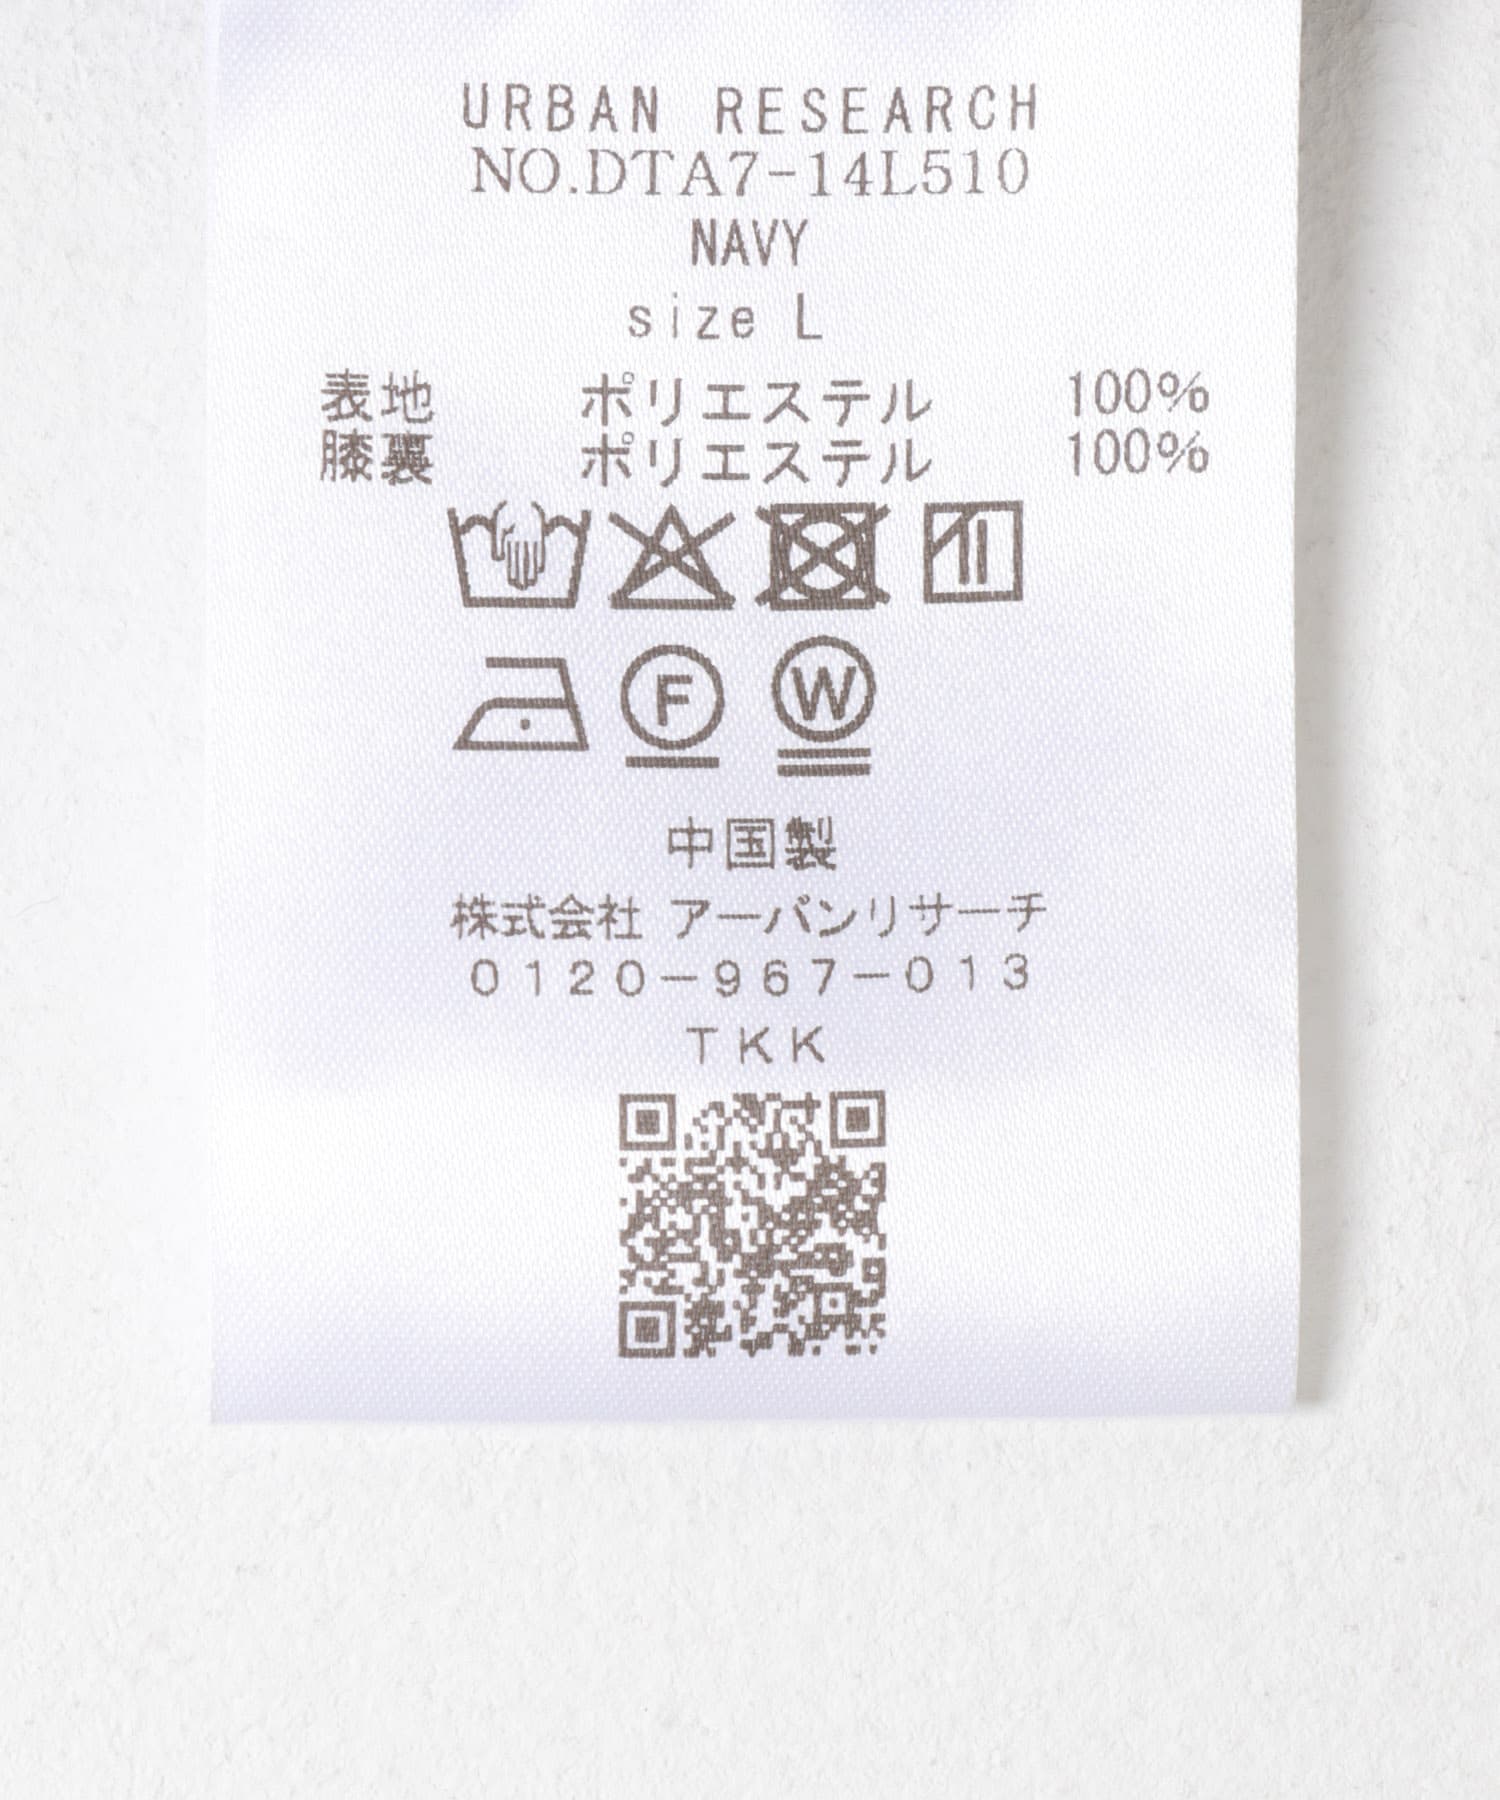 URBAN RESEARCH
NO.DTA7-14L510
NAVY
size L
表地 ポリエステル 100%
膝裏 ポリエステル 100%
F W
中国製
株式会社 アーバンリサーチ
0120-967-013
TKK